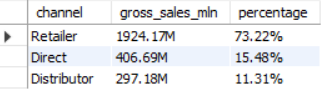 channel gross_sales_mln percentage
Retailer 1924.17M 73.22%
Direct 406.69M 15.48%
Distributor 297.18M 11.31%